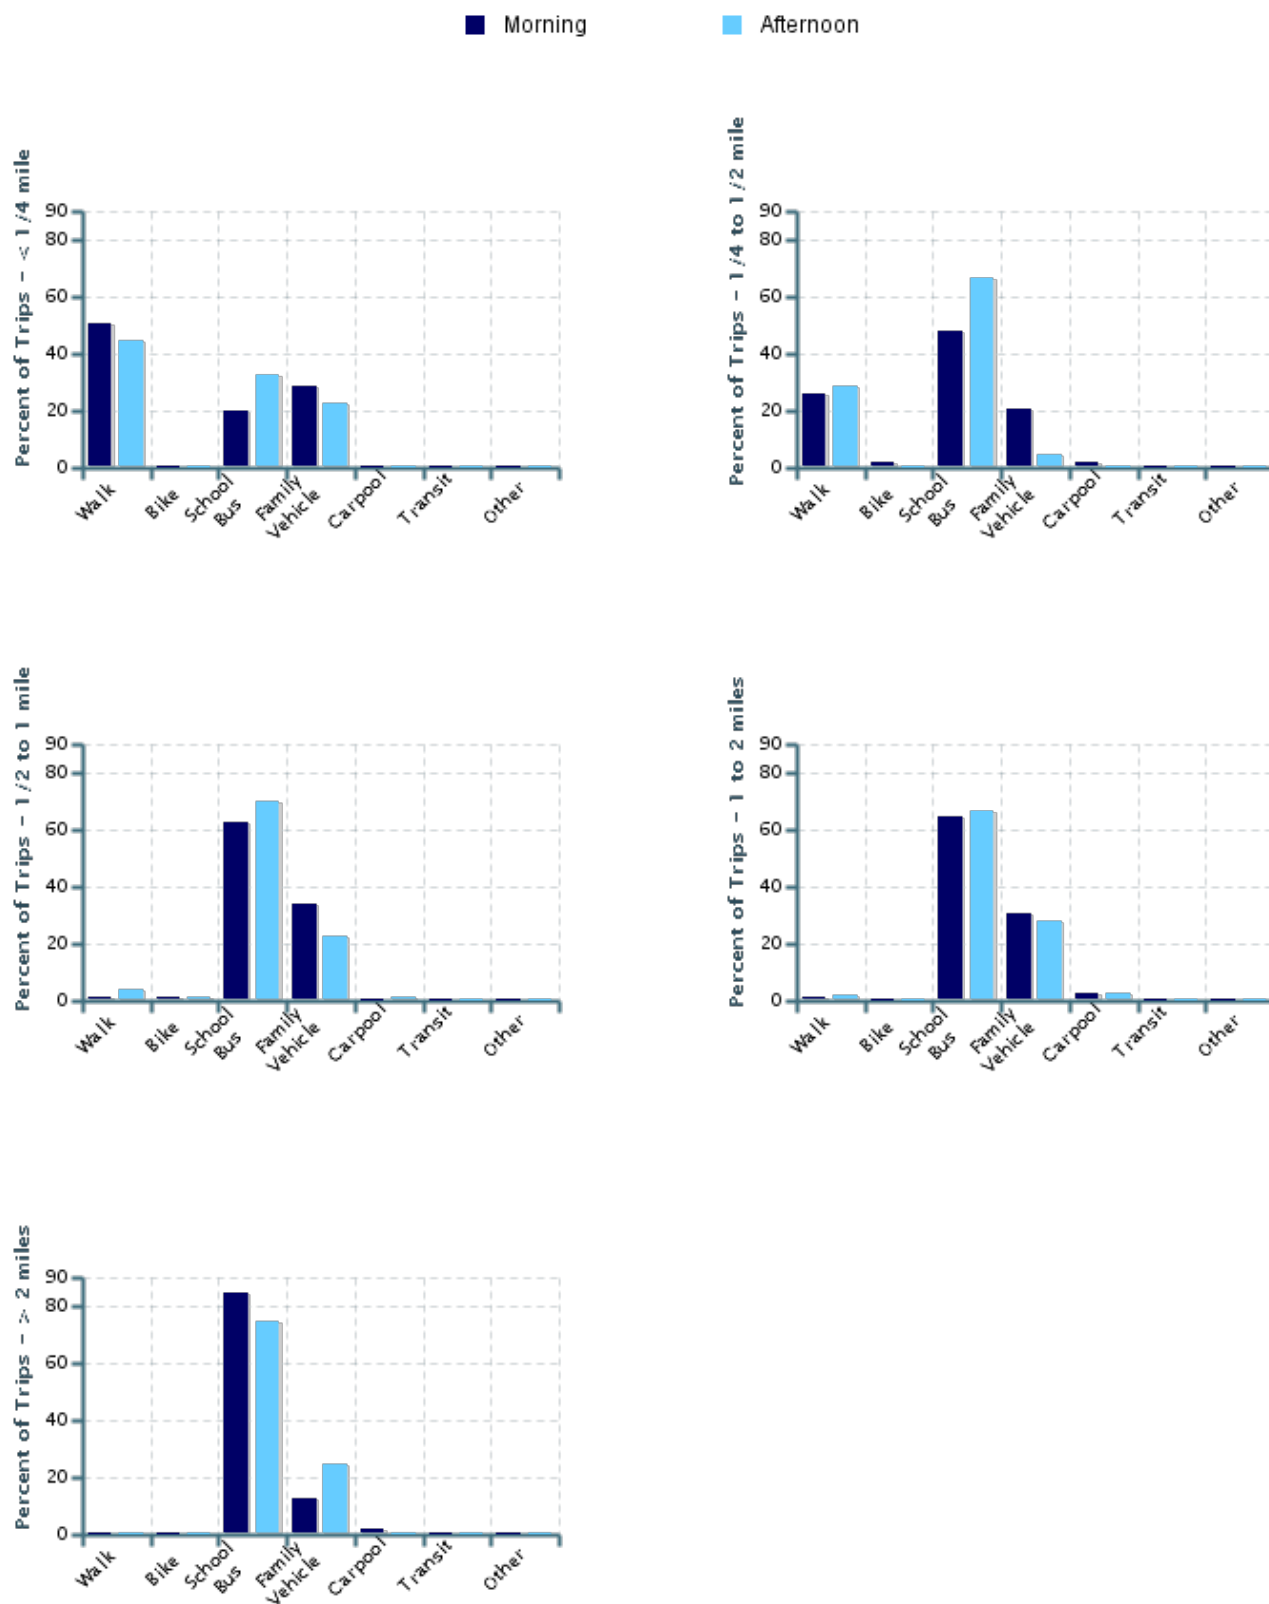 Morning Afternoon
Percent of Trips - < 1/4 mile
90
80
60
40
20
0
Walk
Bike
School
Bus
Family
Vehicle
Carpool
Transit
Other
Percent of Trips - 1/4 to 1/2 mile
90
80
60
40
20
0
Walk
Bike
School
Bus
Family
Vehicle
Carpool
Transit
Other
Percent of Trips - 1/2 to 1 mile
90
80
60
40
20
0
Walk
Bike
School
Bus
Family
Vehicle
Carpool
Transit
Other
Percent of Trips - 1 to 2 miles
90
80
60
40
20
0
Walk
Bike
School
Bus
Family
Vehicle
Carpool
Transit
Other
Percent of Trips - > 2 miles
90
80
60
40
20
0
Walk
Bike
School
Bus
Family
Vehicle
Carpool
Transit
Other